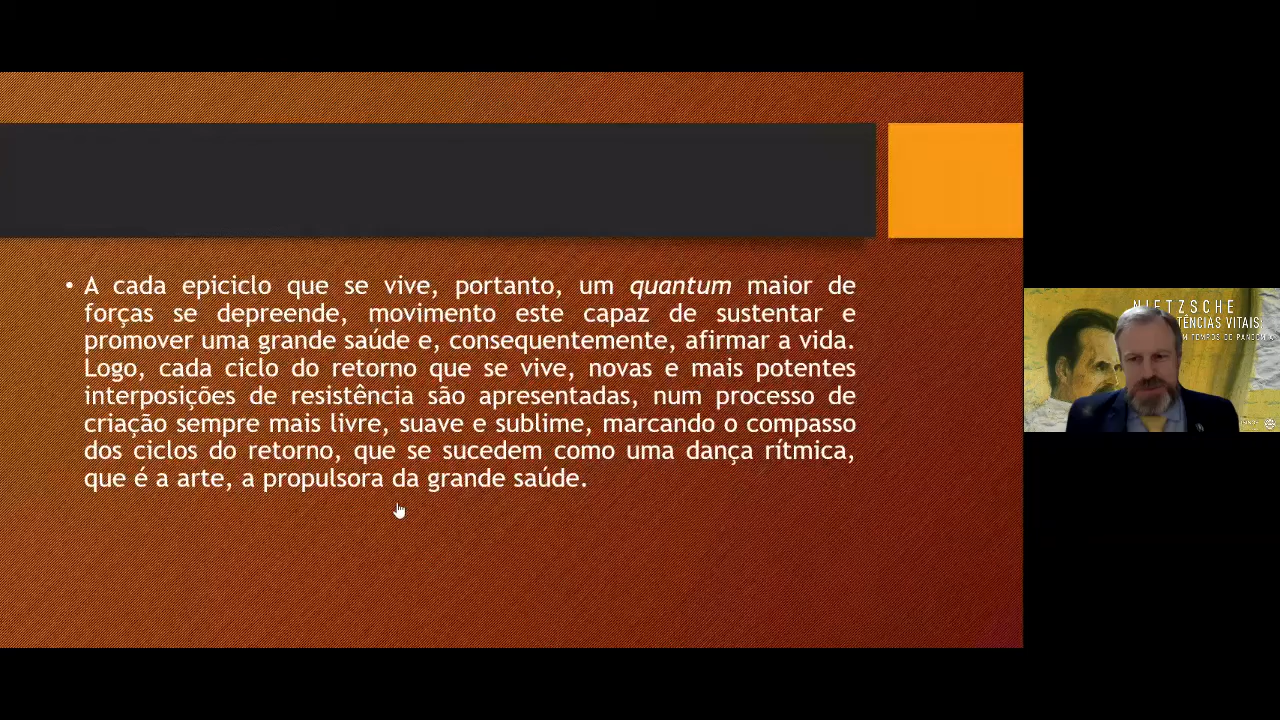 • A cada epiciclo que se vive, portanto, um quantum maior de
forças se depreende, movimento este capaz de sustentar e
promover uma grande saúde e, consequentemente, afirmar a vida.
Logo, cada ciclo do retorno que se vive, novas e mais potentes
interposições de resistência são apresentadas, num processo de
criação sempre mais livre, suave e sublime, marcando o compasso
dos ciclos do retorno, que se sucedem como uma dança rítmica,
que é a arte, a propulsora da grande saúde.
NIETZSCHE
TÊNCIAS VITAIS
M TEMPOS DE PANDEMIA